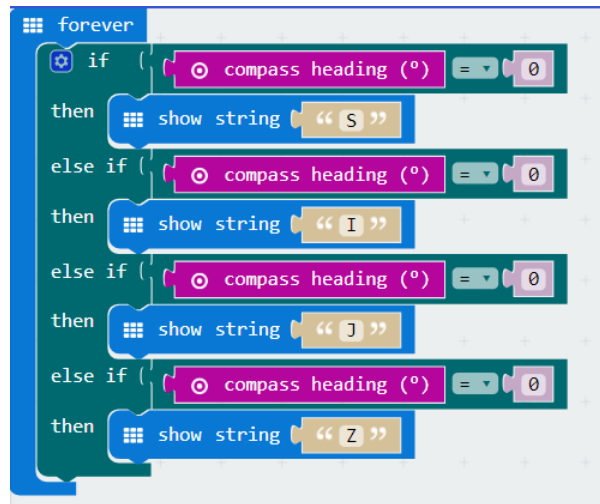 forever
if compass heading (º) = 0
then show string “ S ”
else if compass heading (º) = 0
then show string “ I ”
else if compass heading (º) = 0
then show string “ J ”
else if compass heading (º) = 0
then show string “ Z ”